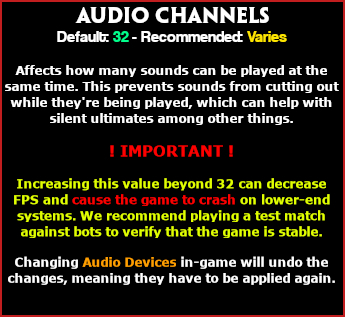 AUDIO CHANNELS
Default: 32 - Recommended: Varies
Affects how many sounds can be played at the
same time. This prevents sounds from cutting out
while they're being played, which can help with
silent ultimates among other things.
! IMPORTANT !
Increasing this value beyond 32 can decrease
FPS and cause the game to crash on lower-end
systems. We recommend playing a test match
against bots to verify that the game is stable.
Changing Audio Devices in-game will undo the
changes, meaning they have to be applied again.